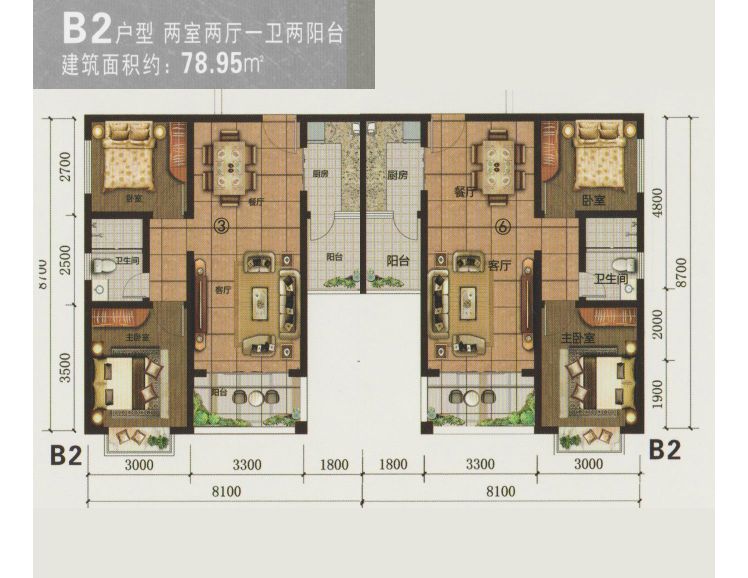 B2户型 两室两厅一卫两阳台
建筑面积约：78.95㎡
卧室
餐厅
厨房
厨房
餐厅
卧室
③
⑥
卫生间
客厅
阳台
阳台
客厅
卫生间
主卧室
主卧室
阳台
2700
2500
3500
8700
4800
2000
1900
8700
B2
3000
3300
1800
1800
3300
3000
B2
8100
8100